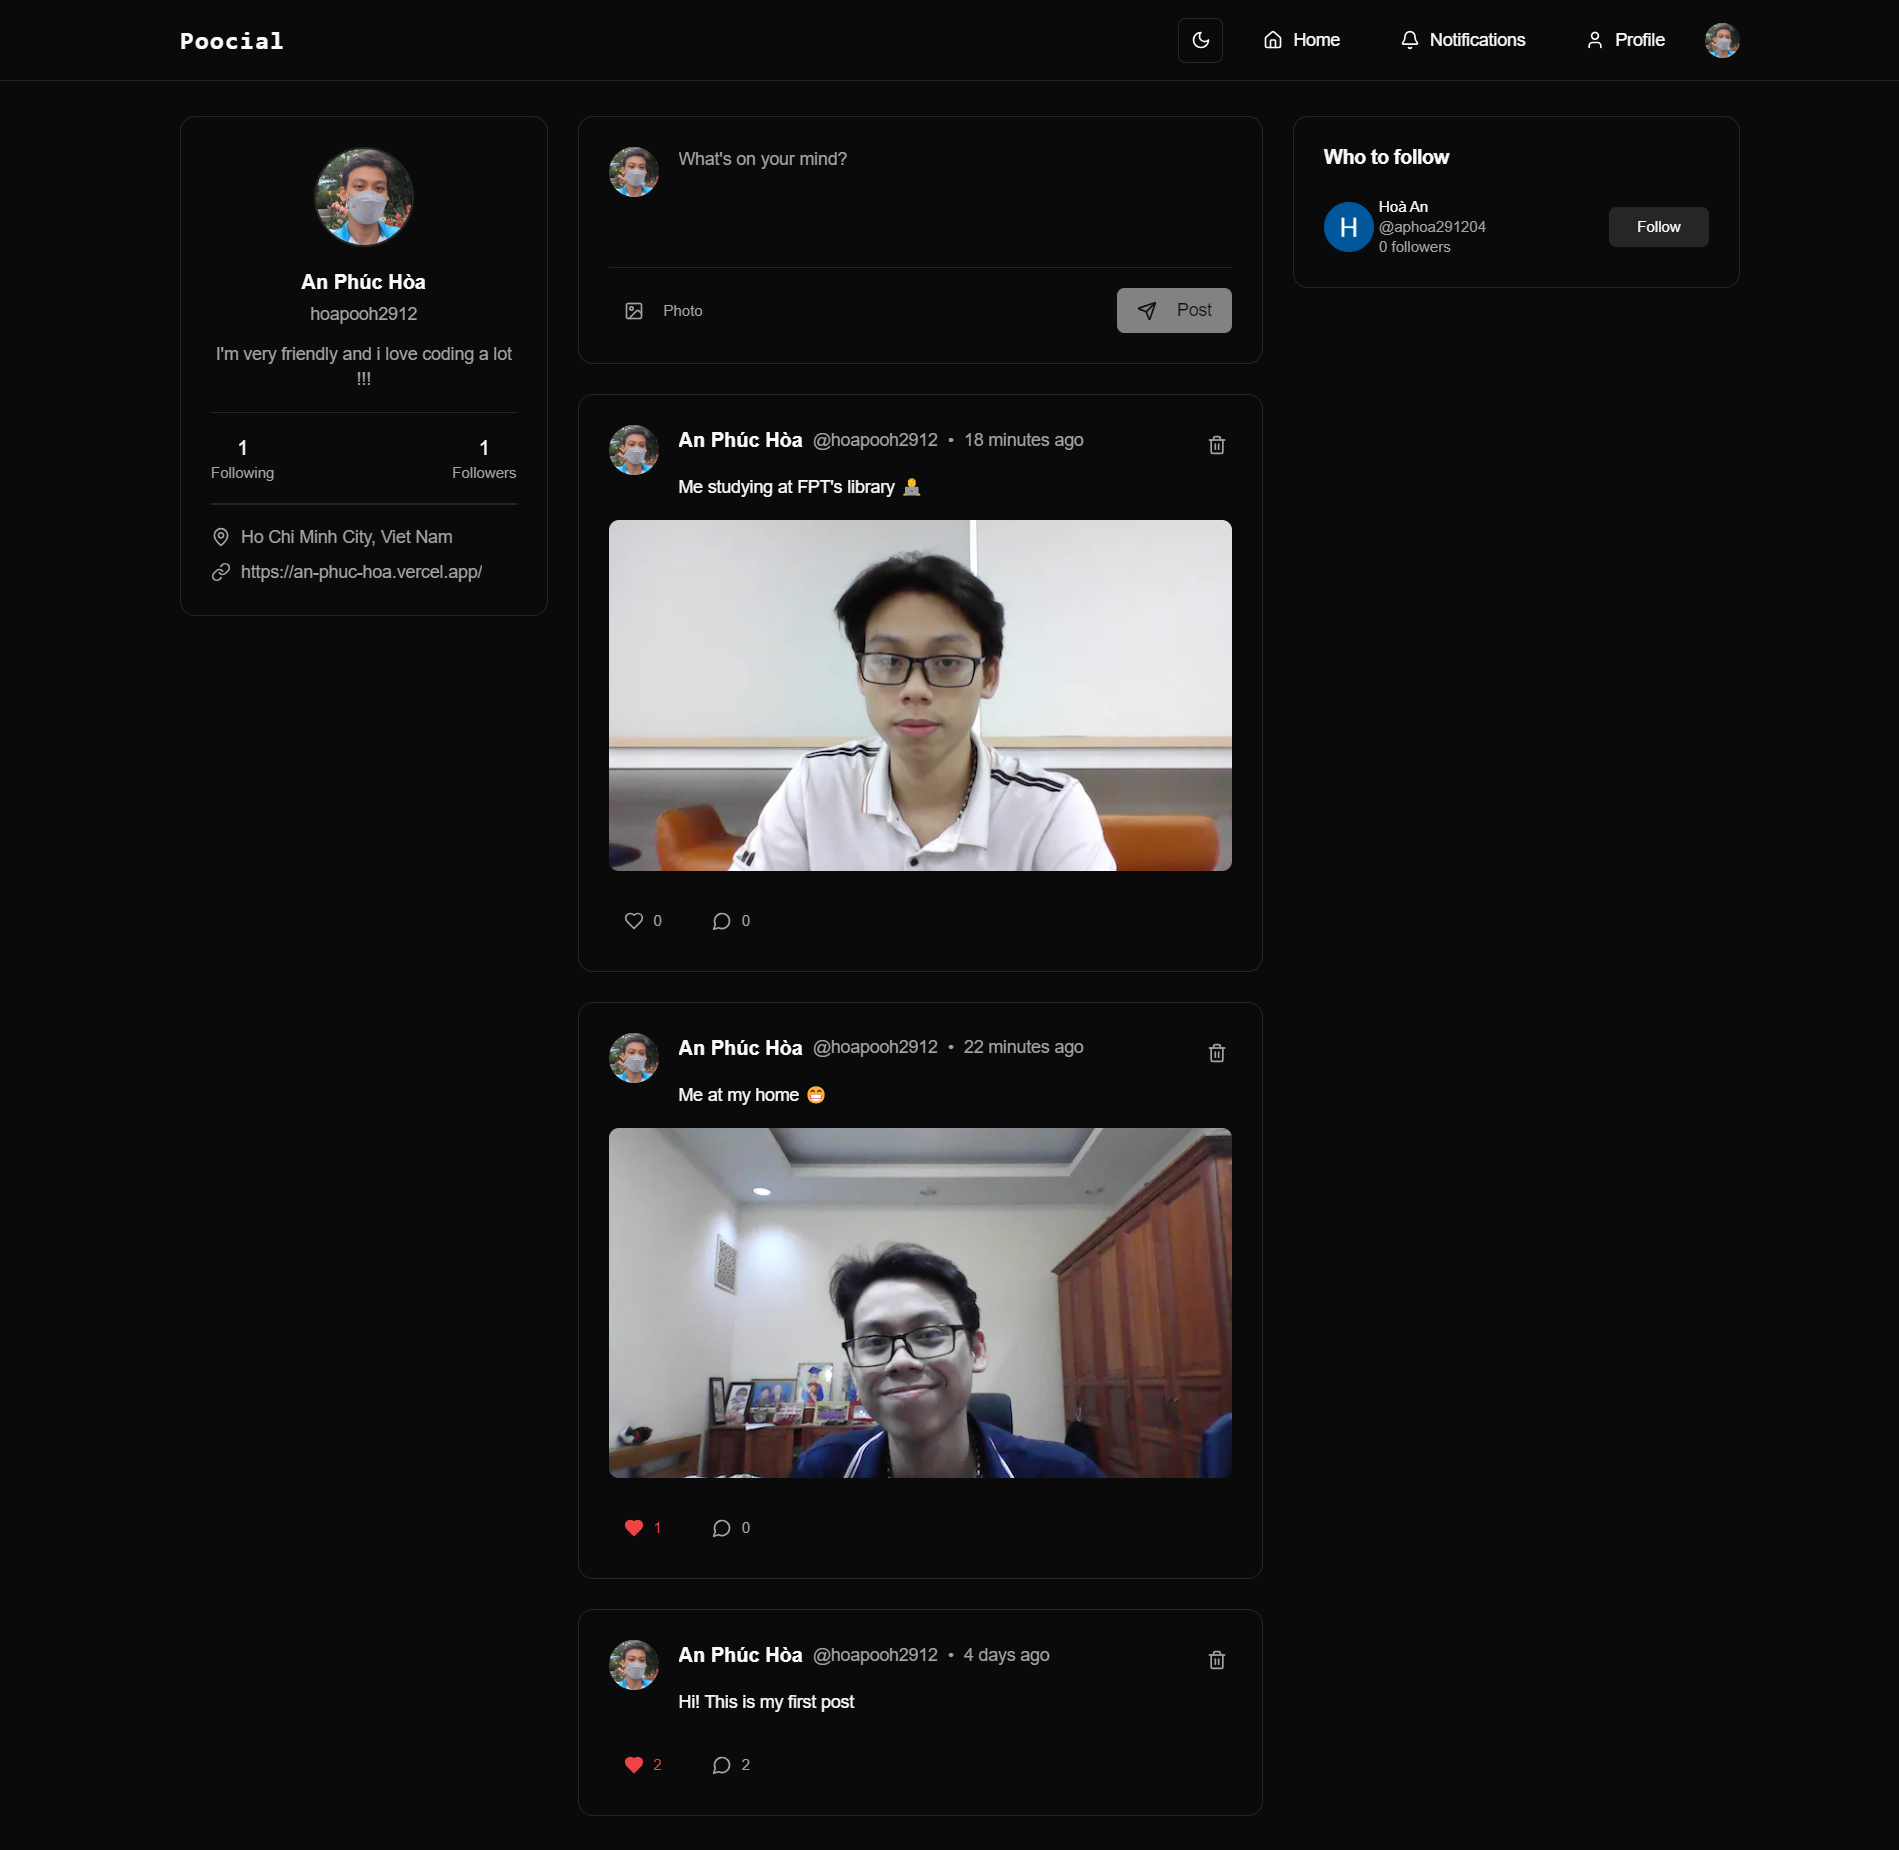 Poocial
Home
Notifications
Profile
An Phúc Hòa
hoapooh2912
I'm very friendly and i love coding a lot
!!!
1
Following
1
Followers
Ho Chi Minh City, Viet Nam
https://an-phuc-hoa.vercel.app/
What's on your mind?
Photo
Post
An Phúc Hòa @hoapooh2912 • 18 minutes ago
Me studying at FPT's library 🧑‍💻
0
0
An Phúc Hòa @hoapooh2912 • 22 minutes ago
Me at my home 😁
1
0
An Phúc Hòa @hoapooh2912 • 4 days ago
Hi! This is my first post
2
2
Who to follow
H
Hoà An
@aphoa291204
0 followers
Follow